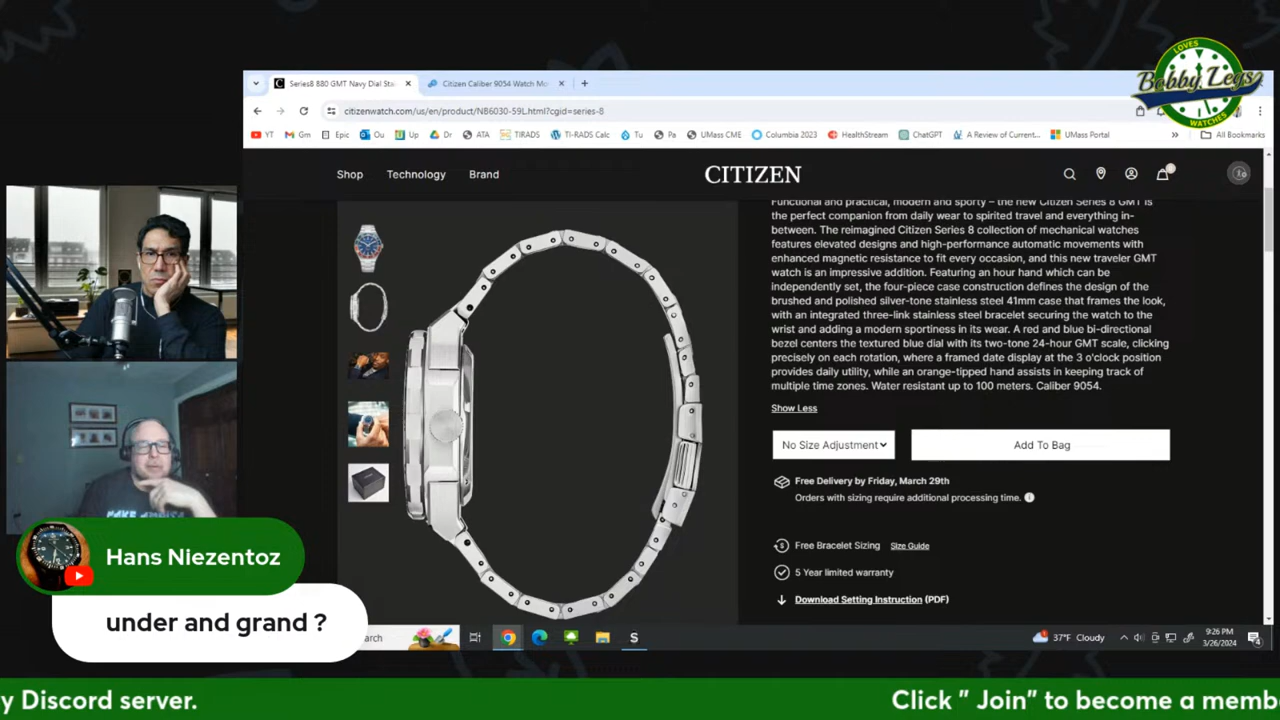 LOVES
Bobby Legs
WATCHES
Series8 880 GMT Navy Dial Sta
Citizen Caliber 9054 Watch Mo
citizenwatch.com/us/en/product/NB6030-59L.html?cgid=series-8
YT
Gm
Epic
Ou
Up
Dr
ATA
TIRADS
TI-RADS Calc
Tu
Pa
UMass CME
Columbia 2023
HealthStream
ChatGPT
A Review of Current...
UMass Portal
All Bookmarks
Shop
Technology
Brand
CITIZEN
Functional and practical, modern and sporty – the new Citizen Series 8 GMT is
the perfect companion from daily wear to spirited travel and everything in-
between. The reimagined Citizen Series 8 collection of mechanical watches
features elevated designs and high-performance automatic movements with
enhanced magnetic resistance to fit every occasion, and this new traveler GMT
watch is an impressive addition. Featuring an hour hand which can be
independently set, the four-piece case construction defines the design of the
brushed and polished silver-tone stainless steel 41mm case that frames the look,
with an integrated three-link stainless steel bracelet securing the watch to the
wrist and adding a modern sportiness in its wear. A red and blue bi-directional
bezel centers the textured blue dial with its two-tone 24-hour GMT scale, clicking
precisely on each rotation, where a framed date display at the 3 o'clock position
provides daily utility, while an orange-tipped hand assists in keeping track of
multiple time zones. Water resistant up to 100 meters. Caliber 9054.
Show Less
No Size Adjustment
Add To Bag
Free Delivery by Friday, March 29th
Orders with sizing require additional processing time.
Free Bracelet Sizing
Size Guide
5 Year limited warranty
Download Setting Instruction (PDF)
Hans Niezentoz
under and grand ?
arch
37°F Cloudy
9:26 PM
3/26/2024
y Discord server.
Click " Join" to become a memb